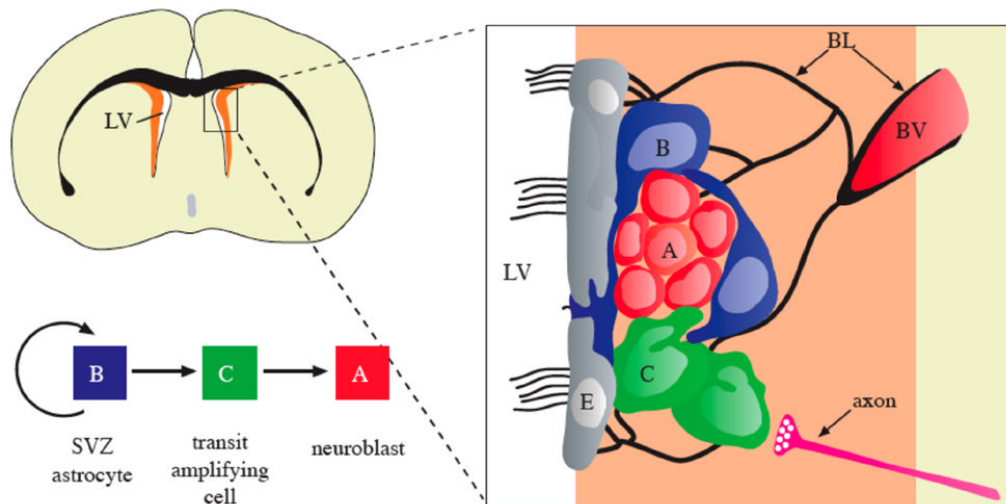 LV
B
C
A
SVZ
astrocyte
transit
amplifying
cell
neuroblast
BL
BV
B
A
LV
C
E
axon